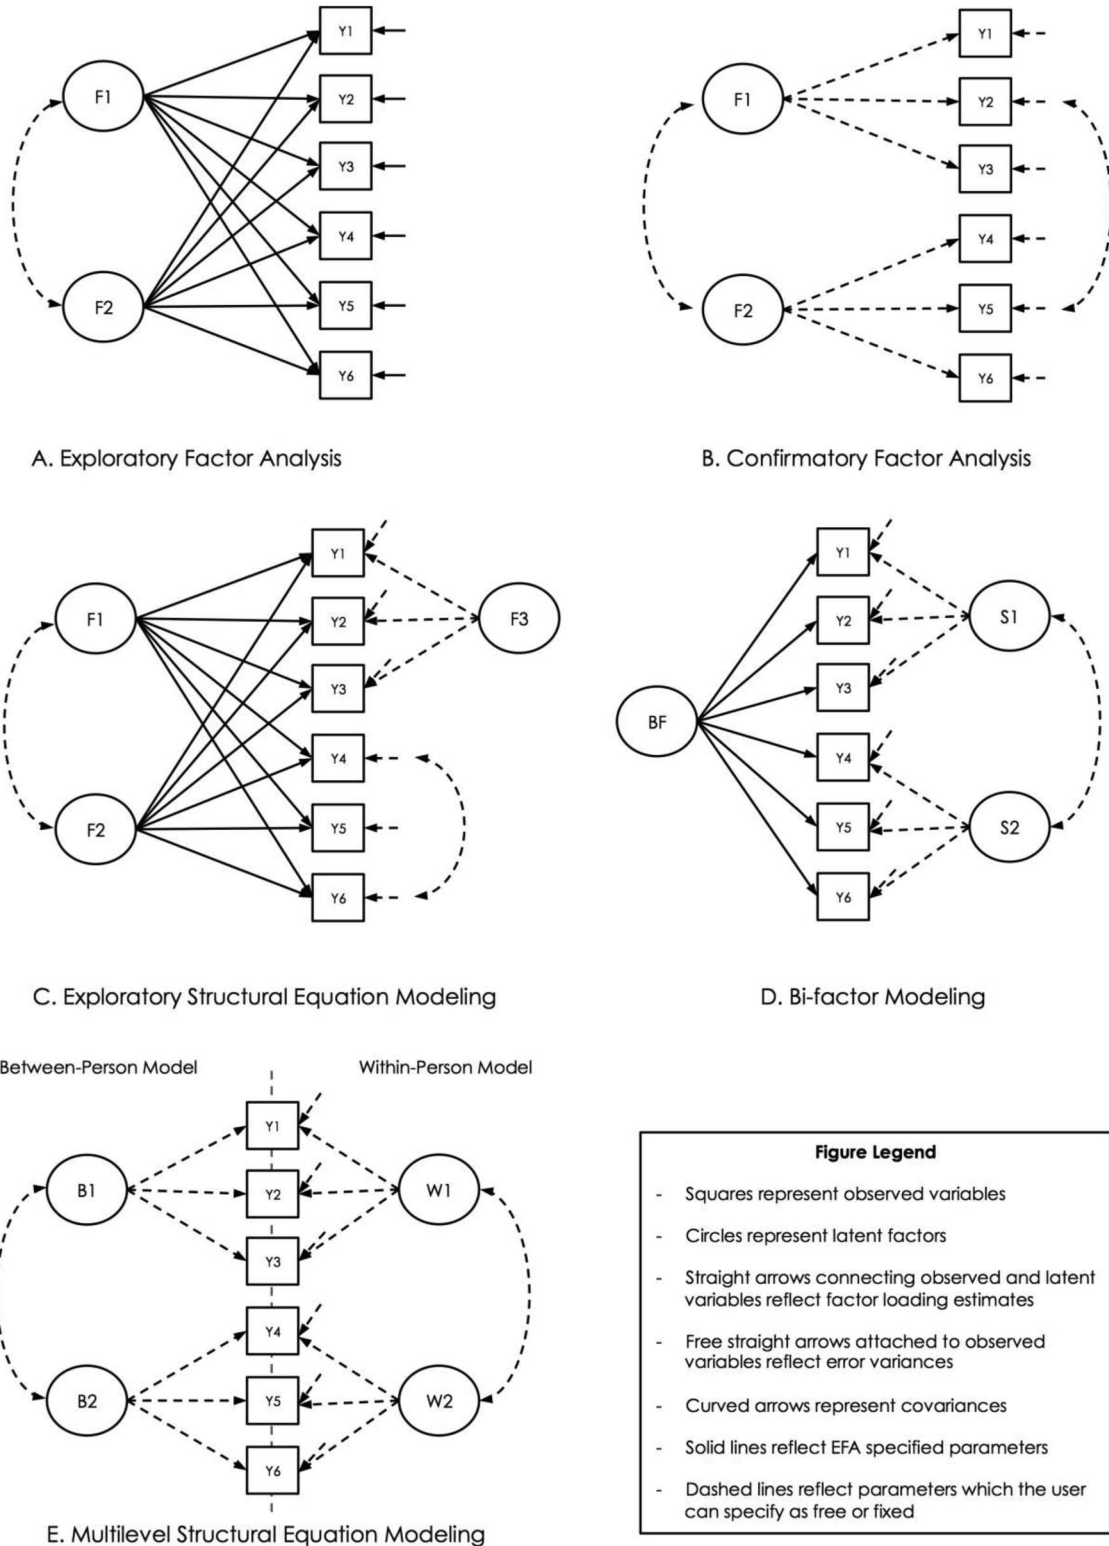 F1
F2
Y1
Y2
Y3
Y4
Y5
Y6
A. Exploratory Factor Analysis
F1
F2
Y1
Y2
Y3
Y4
Y5
Y6
B. Confirmatory Factor Analysis
F1
F2
Y1
Y2
Y3
Y4
Y5
Y6
F3
C. Exploratory Structural Equation Modeling
BF
Y1
Y2
Y3
Y4
Y5
Y6
S1
S2
D. Bi-factor Modeling
Between-Person Model
Within-Person Model
B1
B2
Y1
Y2
Y3
Y4
Y5
Y6
W1
W2
E. Multilevel Structural Equation Modeling
Figure Legend
- Squares represent observed variables
- Circles represent latent factors
- Straight arrows connecting observed and latent
variables reflect factor loading estimates
- Free straight arrows attached to observed
variables reflect error variances
- Curved arrows represent covariances
- Solid lines reflect EFA specified parameters
- Dashed lines reflect parameters which the user
can specify as free or fixed